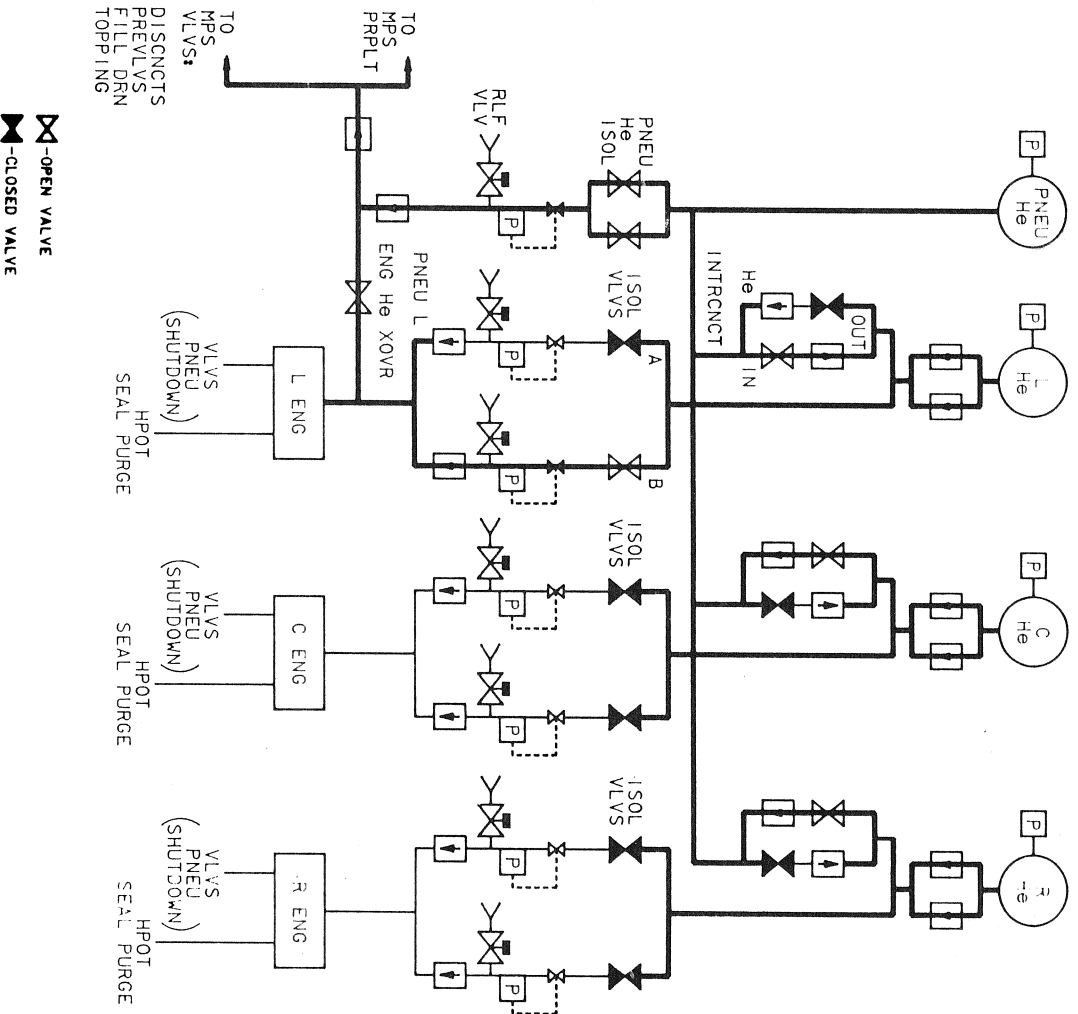 P
PNEU
He
P
L
He
P
C
He
P
R
He
PNEU
He
ISOL
RLF
VLV
P
TO
MPS
PRPLT
TO
MPS
VLVS:
DISCNCTS
PREVLVS
FILL DRN
TOPPING
He
INTRCNCT
OUT
IN
ISOL
VLVS
A
B
P
P
PNEU L
ENG He XOVR
L ENG
VLVS
PNEU
(SHUTDOWN)
HPOT
SEAL PURGE
ISOL
VLVS
P
P
C ENG
VLVS
PNEU
(SHUTDOWN)
HPOT
SEAL PURGE
ISOL
VLVS
P
P
R ENG
VLVS
PNEU
(SHUTDOWN)
HPOT
SEAL PURGE
-OPEN VALVE
-CLOSED VALVE